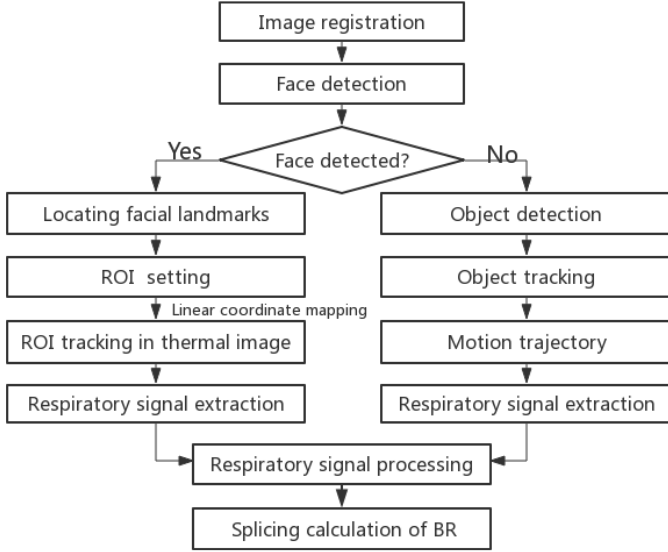 Image registration
Face detection
Face detected?
Yes
No
Locating facial landmarks
ROI setting
Linear coordinate mapping
ROI tracking in thermal image
Respiratory signal extraction
Object detection
Object tracking
Motion trajectory
Respiratory signal extraction
Respiratory signal processing
Splicing calculation of BR